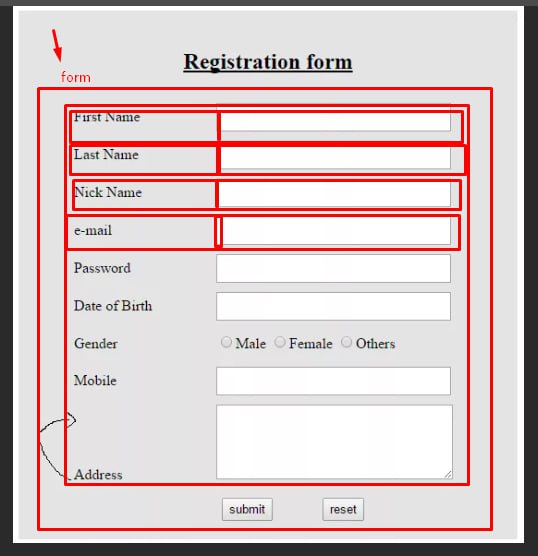 Registration form
form
First Name
Last Name
Nick Name
e-mail
Password
Date of Birth
Gender Male Female Others
Mobile
Address
submit reset